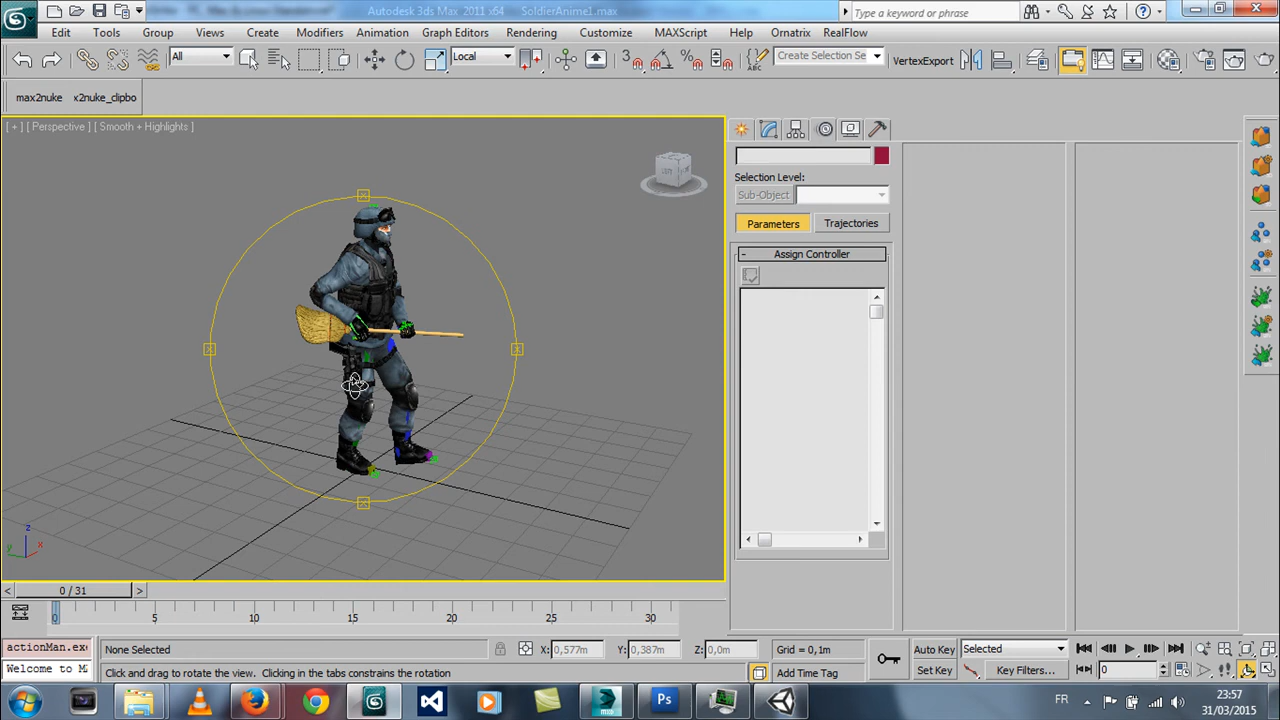 Autodesk 3ds Max 2011 x64
SoldierAnime1.max
Type a keyword or phrase
Edit
Tools
Group
Views
Create
Modifiers
Animation
Graph Editors
Rendering
Customize
MAXScript
Help
Ornatrix
RealFlow
All
Local
3
Create Selection Se
VertexExport
max2nuke
x2nuke_clipbo
[ + ] [ Perspective ] [ Smooth + Highlights ]
Selection Level:
Sub-Object
Parameters
Trajectories
- Assign Controller
z
y
x
< 0 / 31 >
0 5 10 15 20 25 30
actionMan.exe
None Selected
X: 0,577m
Y: 0,387m
Z: 0,0m
Grid = 0,1m
Auto Key
Selected
Welcome to M
Click and drag to rotate the view. Clicking in the tabs constrains the rotation
Add Time Tag
Set Key
Key Filters...
0
Ps
FR
23:57
31/03/2015